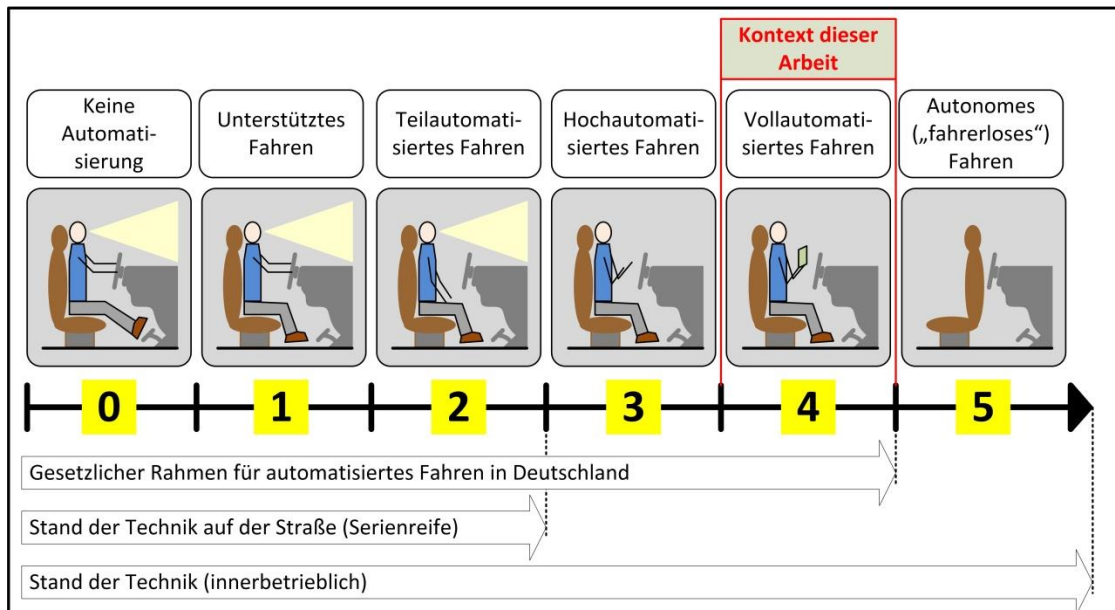 Kontext dieser
Arbeit
Keine
Automati-
sierung
Unterstütztes
Fahren
Teilautomati-
siertes Fahren
Hochautomati-
siertes Fahren
Vollautomati-
siertes Fahren
Autonomes
(„fahrerloses“)
Fahren
0
1
2
3
4
5
Gesetzlicher Rahmen für automatisiertes Fahren in Deutschland
Stand der Technik auf der Straße (Serienreife)
Stand der Technik (innerbetrieblich)